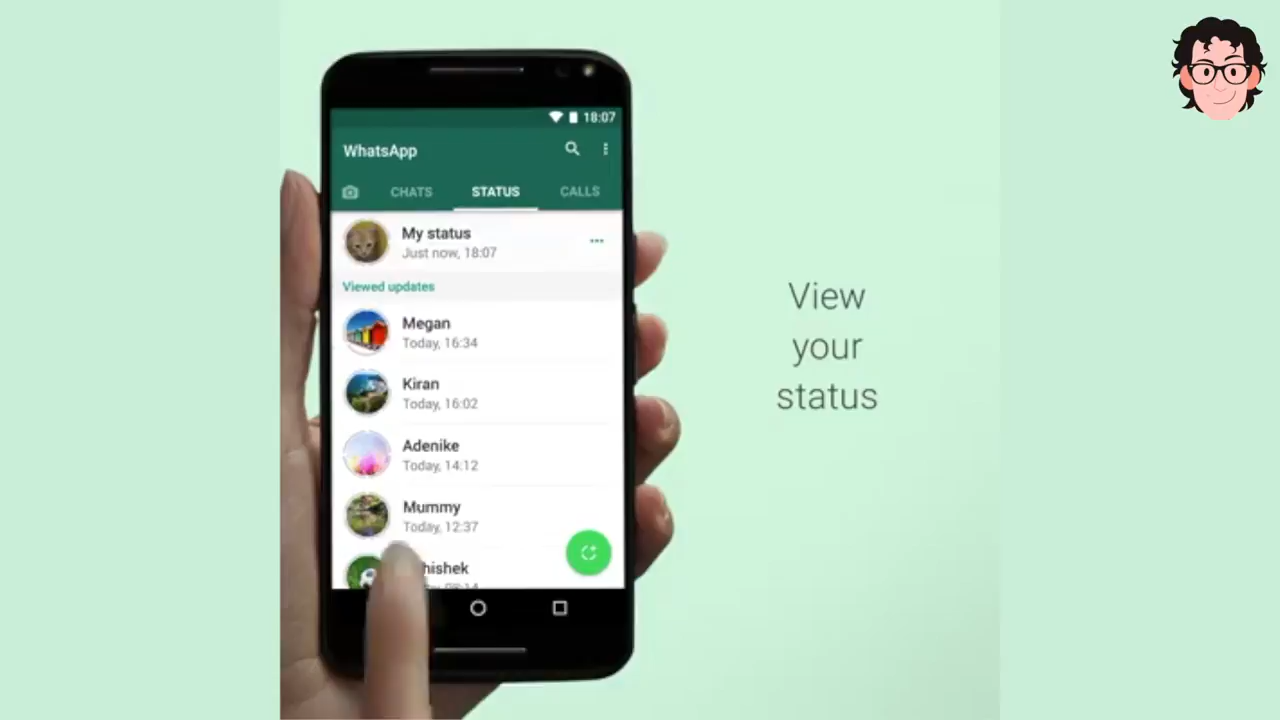 18:07
WhatsApp
CHATS
STATUS
CALLS
My status
Just now, 18:07
Viewed updates
Megan
Today, 16:34
Kiran
Today, 16:02
Adenike
Today, 14:12
Mummy
Today, 12:37
View
your
status